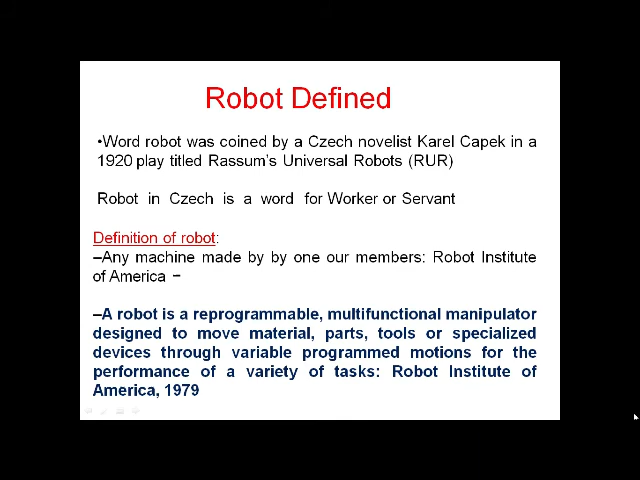 Robot Defined
•Word robot was coined by a Czech novelist Karel Capek in a
1920 play titled Rassum's Universal Robots (RUR)
Robot in Czech is a word for Worker or Servant
Definition of robot:
–Any machine made by by one our members: Robot Institute
of America –
–A robot is a reprogrammable, multifunctional manipulator
designed to move material, parts, tools or specialized
devices through variable programmed motions for the
performance of a variety of tasks: Robot Institute of
America, 1979